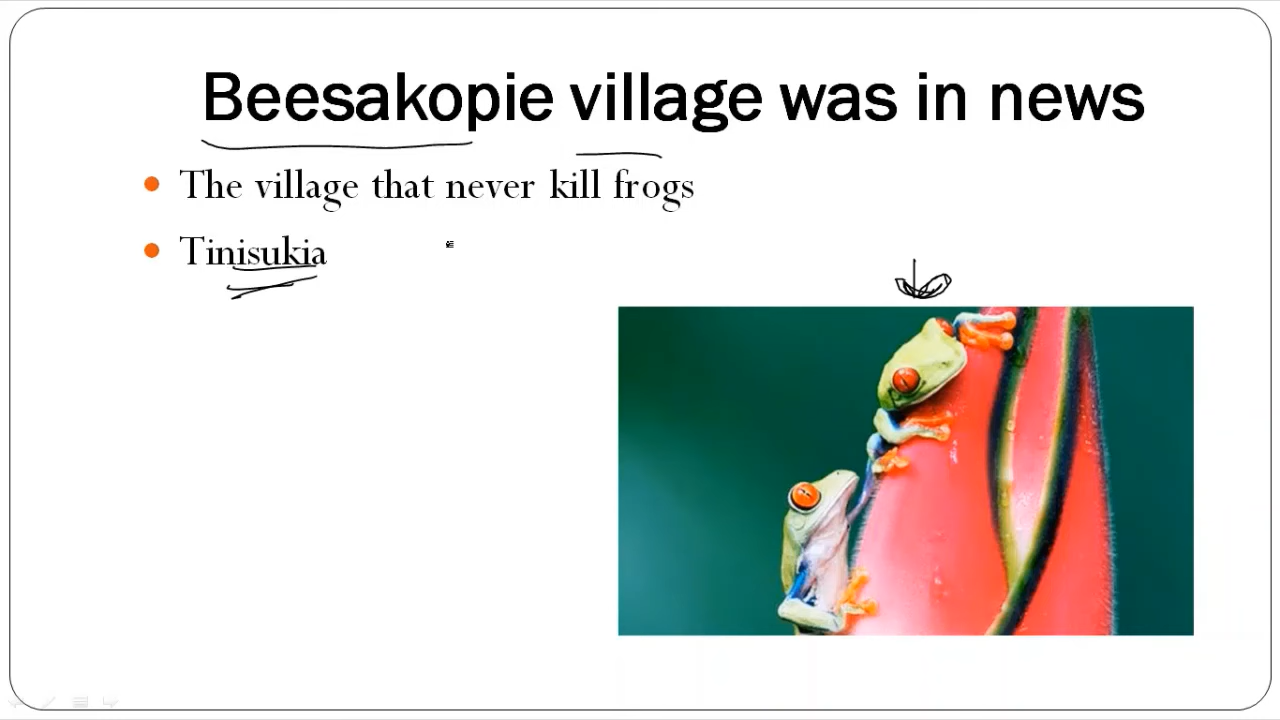 Beesakopie village was in news
The village that never kill frogs
Tinisukia